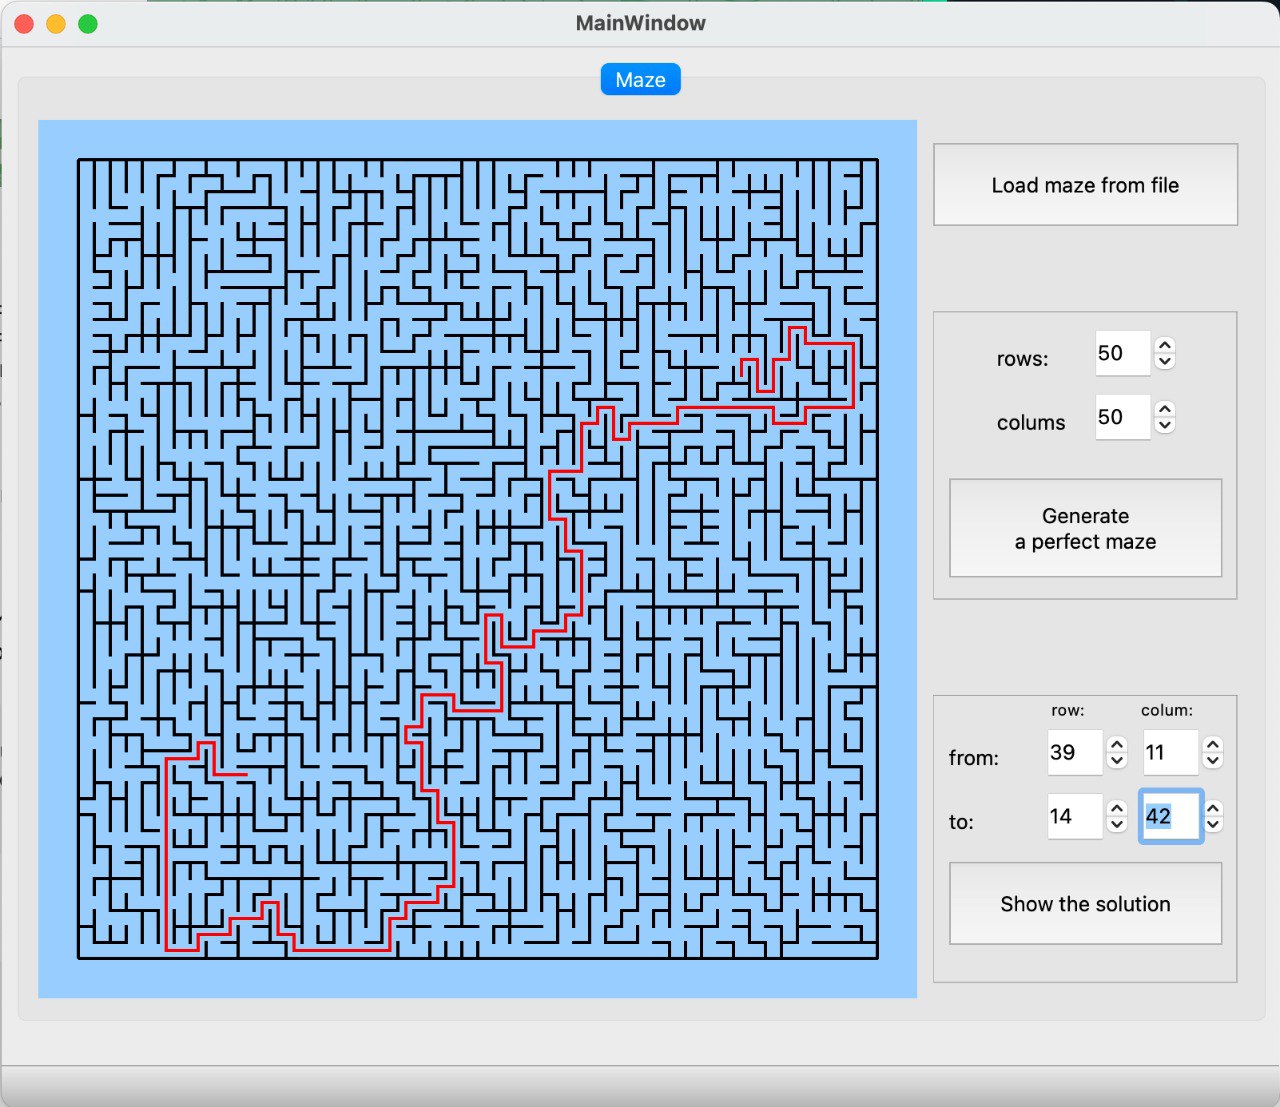 MainWindow
Maze
Load maze from file
rows: 50
colums 50
Generate
a perfect maze
row: colum:
from: 39 11
to: 14 42
Show the solution